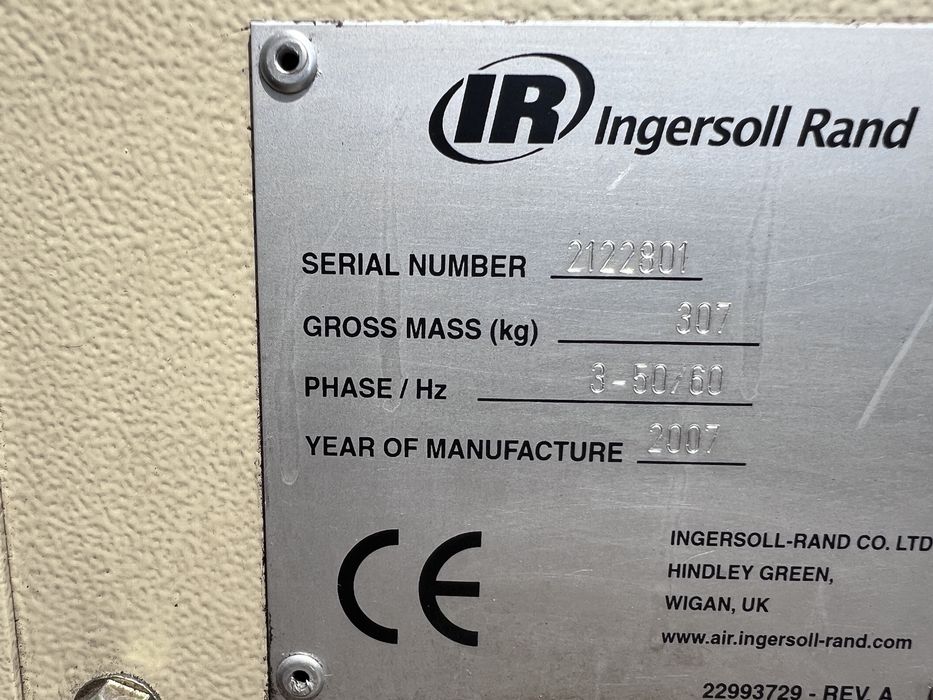 IR Ingersoll Rand
SERIAL NUMBER 2122801
GROSS MASS (kg) 307
PHASE / Hz 3-50/60
YEAR OF MANUFACTURE 2007
CE
INGERSOLL-RAND CO. LTD
HINDLEY GREEN,
WIGAN, UK
www.air.ingersoll-rand.com
22993729 - REV A